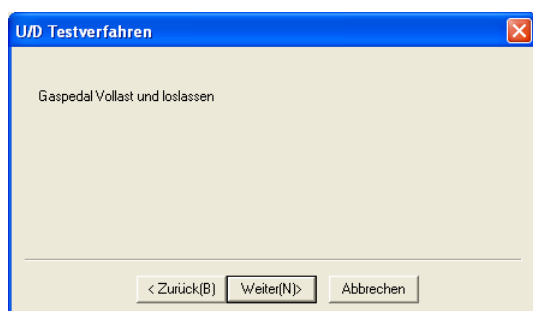 U/D Testverfahren
Gaspedal Vollast und loslassen
< Zurück(B) Weiter(N)> Abbrechen